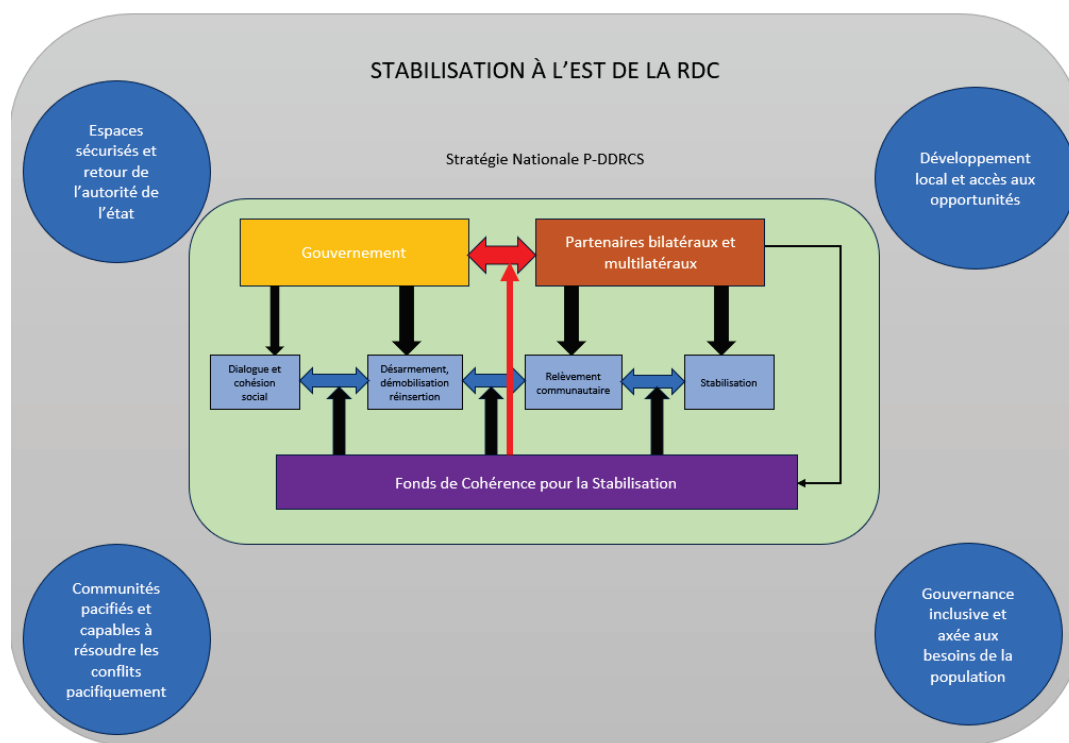 STABILISATION À L'EST DE LA RDC
Espaces
sécurisés et
retour de
l'autorité de
l'état
Développement
local et accès aux
opportunités
Stratégie Nationale P-DDRCS
Gouvernement
Partenaires bilatéraux et
multilatéraux
Dialogue et
cohésion
social
Désarmement,
démobilisation
réinsertion
Relèvement
communautaire
Stabilisation
Fonds de Cohérence pour la Stabilisation
Communités
pacifiés et
capables à
résoudre les
conflits
pacifiquement
Gouvernance
inclusive et
axée aux
besoins de la
population